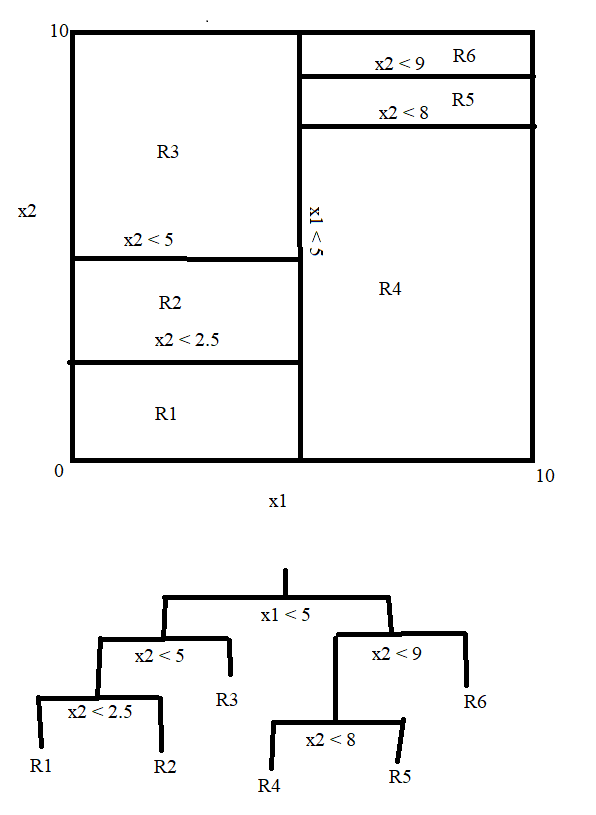 10
R6
x2 < 9
R5
x2 < 8
R3
x2
x1 < 5
x2 < 5
R4
R2
x2 < 2.5
R1
0
10
x1
x1 < 5
x2 < 5
x2 < 9
R3
R6
x2 < 2.5
x2 < 8
R1
R2
R4
R5